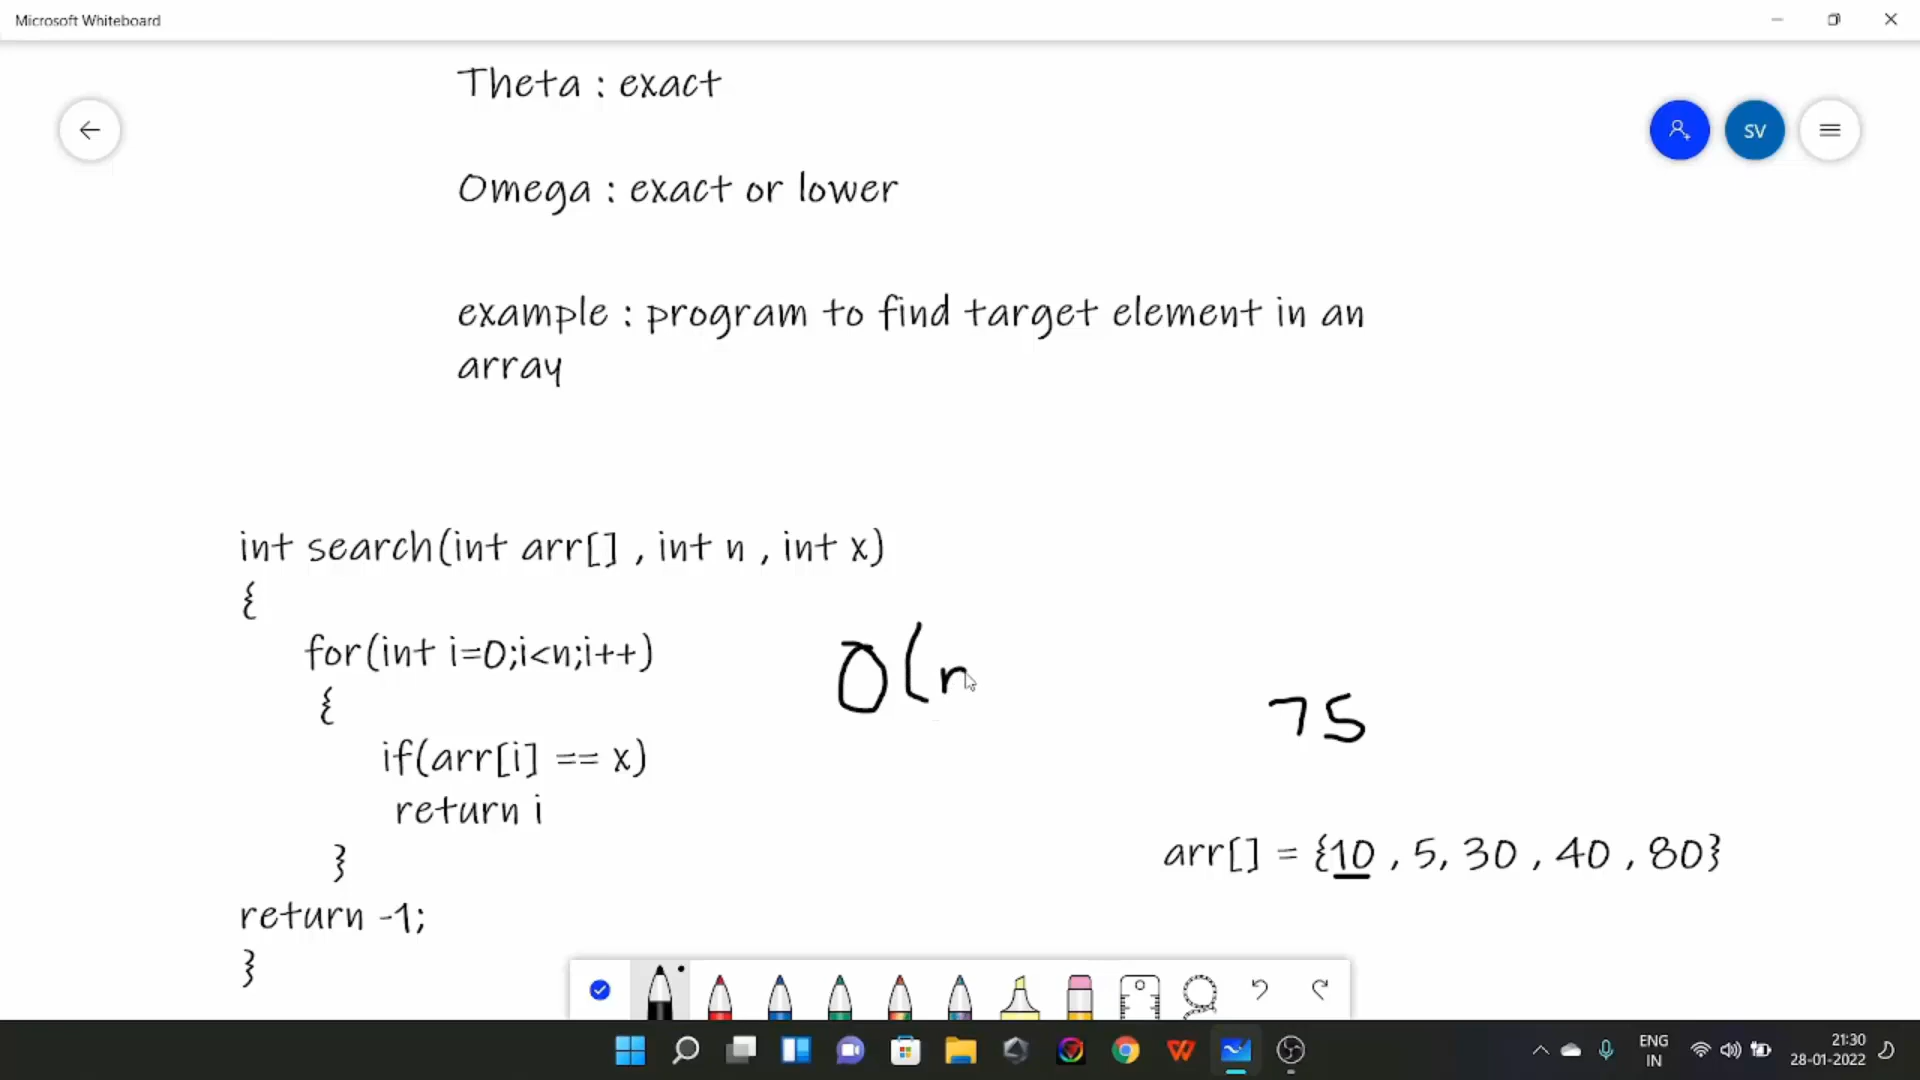 Microsoft Whiteboard
Theta : exact
SV
Omega : exact or lower
example : program to find target element in an
array
int search(int arr[] , int n , int x)
{
for(int i=0;i<n;i++)
O(n
{
75
if(arr[i] == x)
return i
}
arr[] = {10 , 5, 30 , 40 , 80}
return -1;
}
ENG
IN
21:30
28-01-2022